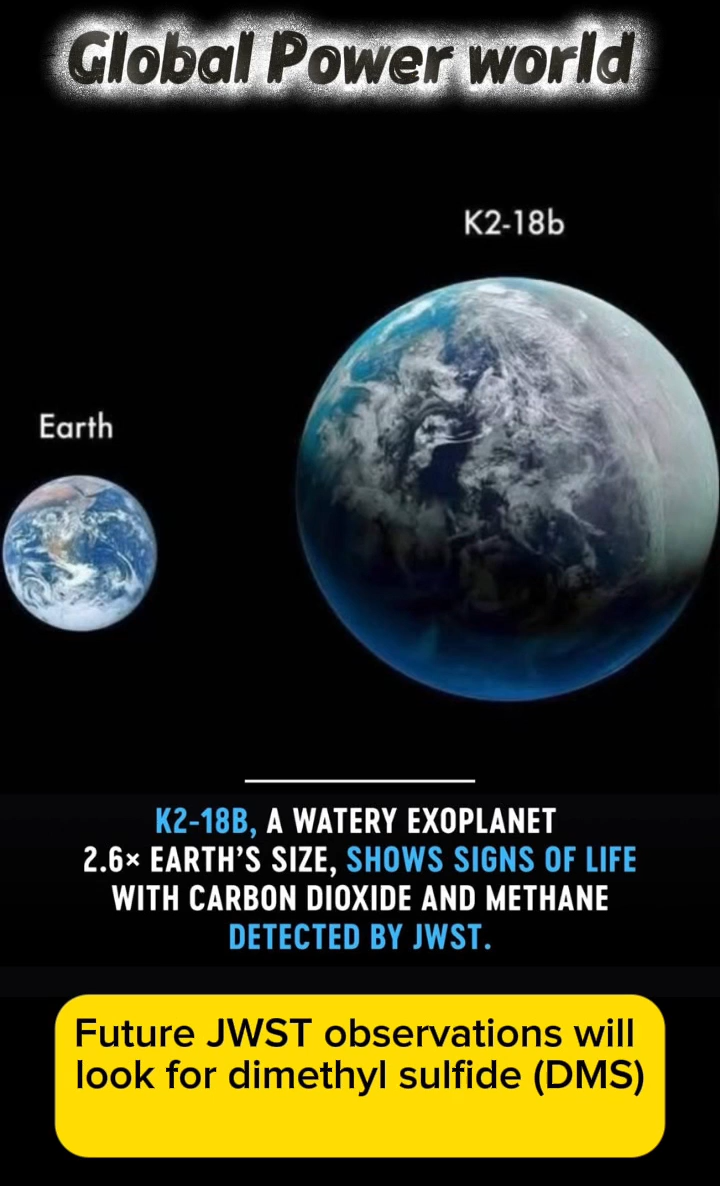 Global Power world
K2-18b
Earth
K2-18B, A WATERY EXOPLANET
2.6× EARTH'S SIZE, SHOWS SIGNS OF LIFE
WITH CARBON DIOXIDE AND METHANE
DETECTED BY JWST.
Future JWST observations will
look for dimethyl sulfide (DMS)